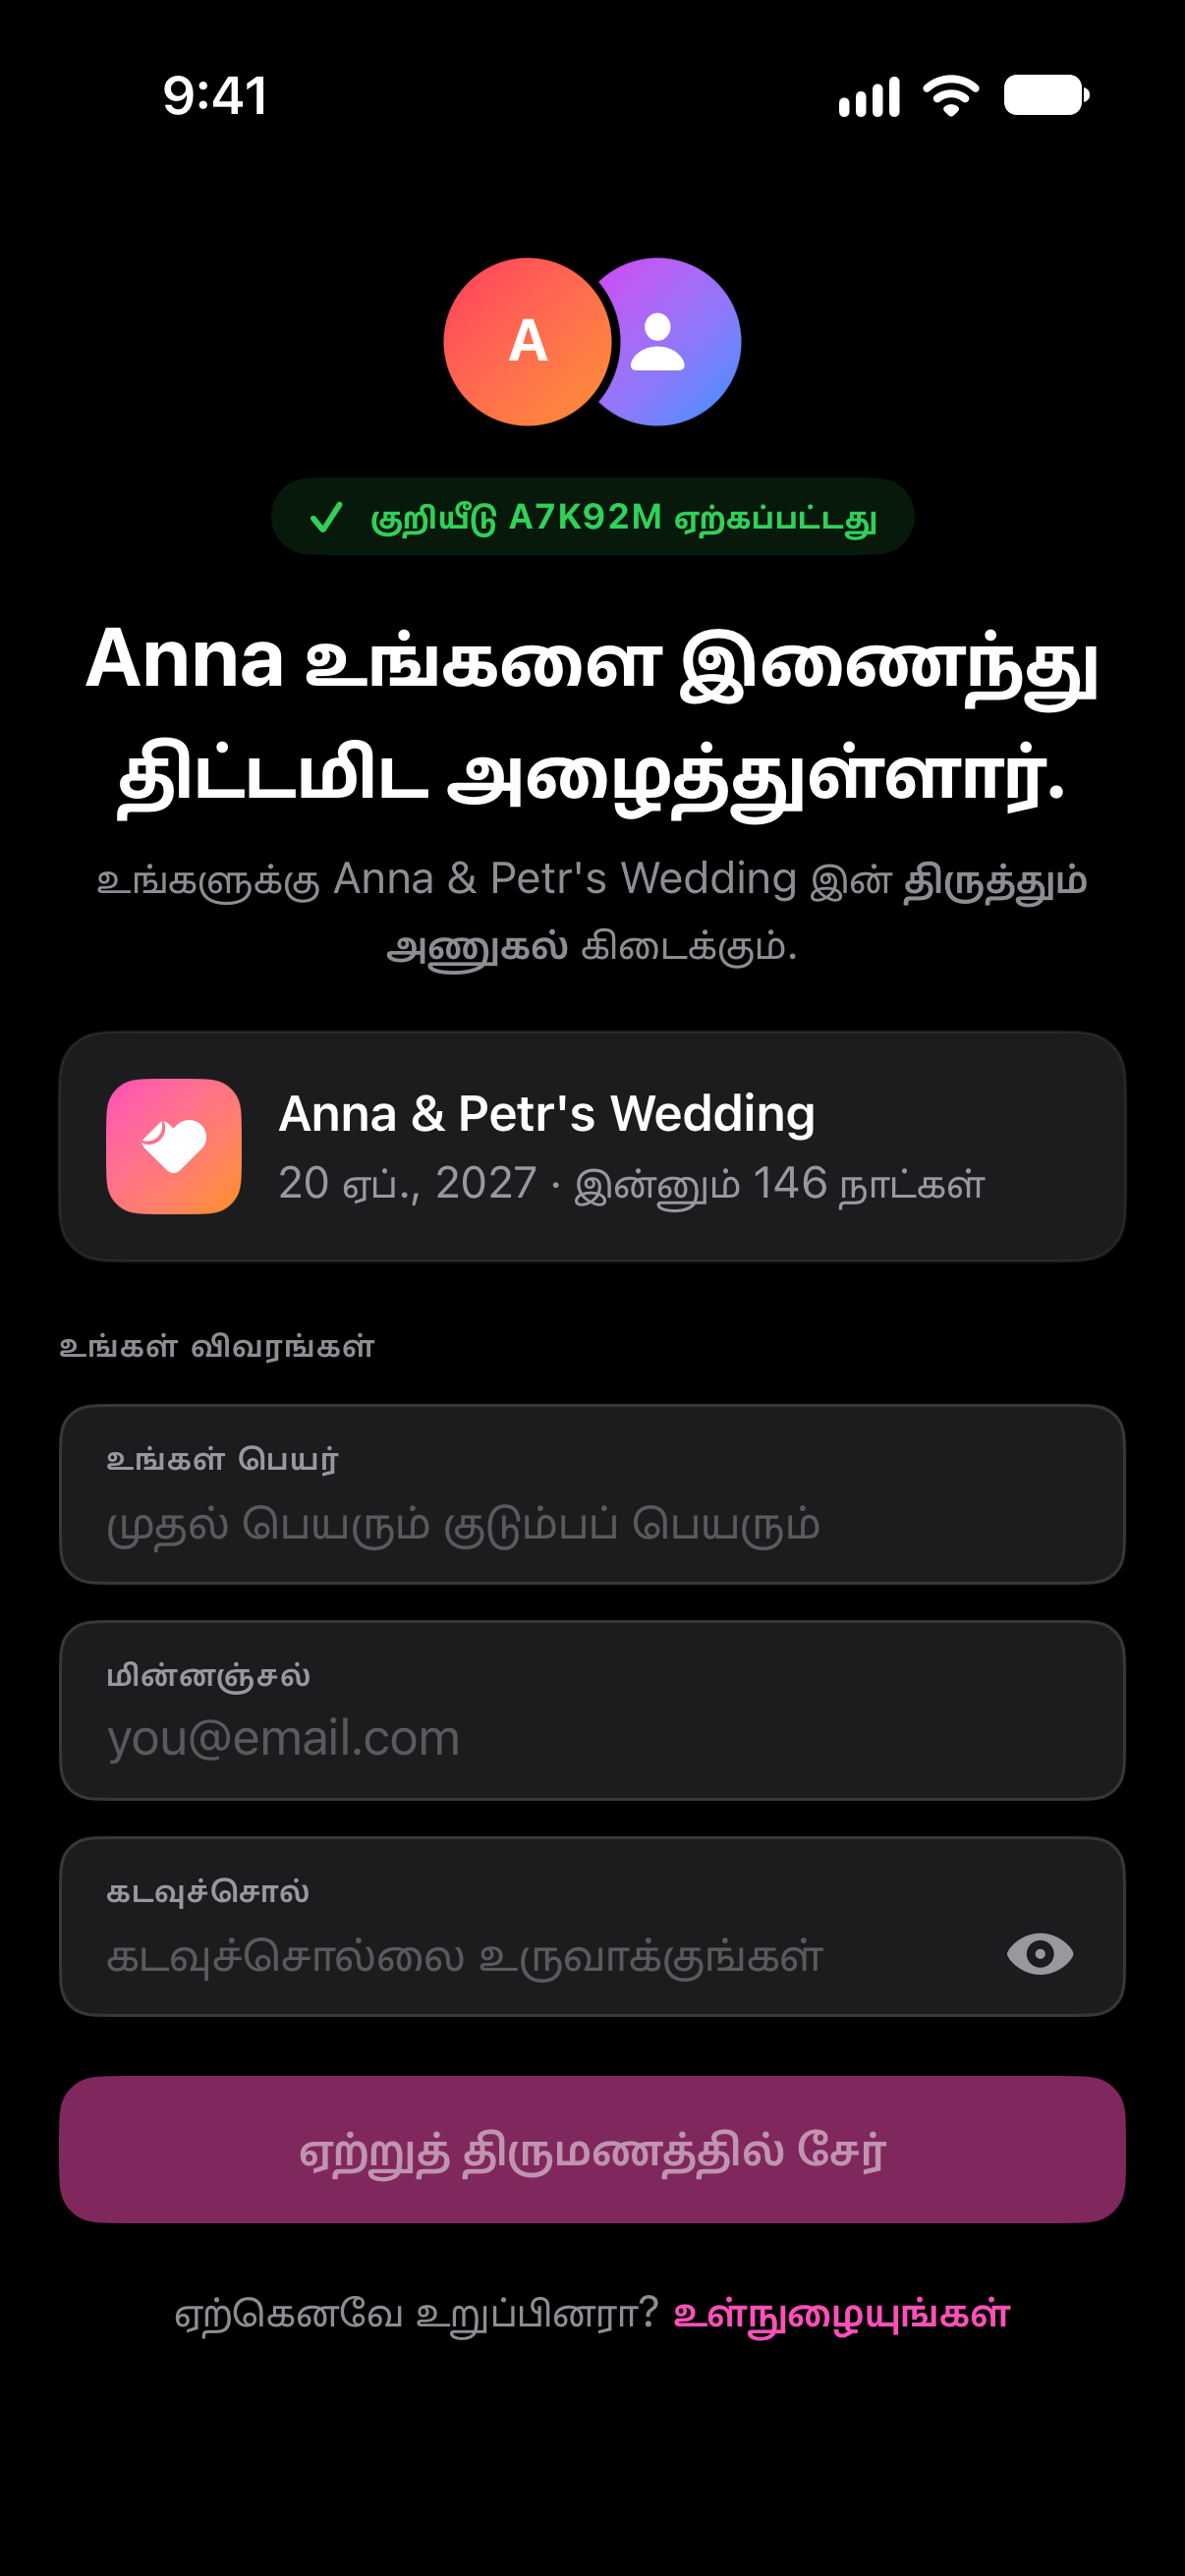 9:41
A
குறியீடு A7K92M ஏற்கப்பட்டது
Anna உங்களை இணைந்து
திட்டமிட அழைத்துள்ளார்.
உங்களுக்கு Anna & Petr's Wedding இன் திருத்தும்
அணுகல் கிடைக்கும்.
Anna & Petr's Wedding
20 ஏப்., 2027 · இன்னும் 146 நாட்கள்
உங்கள் விவரங்கள்
உங்கள் பெயர்
முதல் பெயரும் குடும்பப் பெயரும்
மின்னஞ்சல்
you@email.com
கடவுச்சொல்
கடவுச்சொல்லை உருவாக்குங்கள்
ஏற்றுத் திருமணத்தில் சேர்
ஏற்கெனவே உறுப்பினரா? உள்நுழையுங்கள்